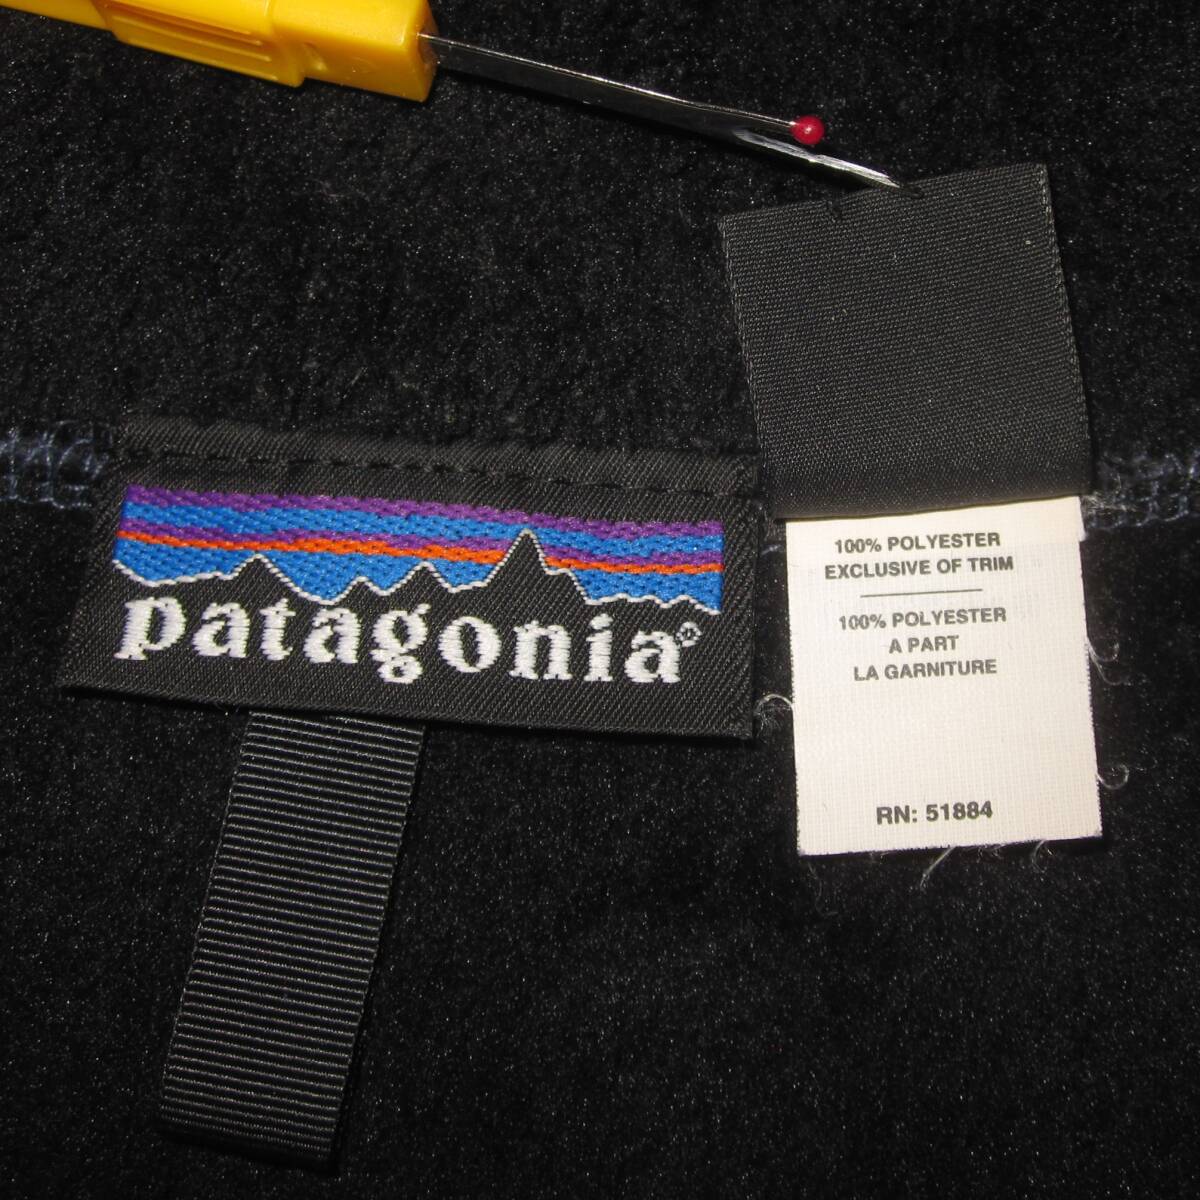 patagonia®
100% POLYESTER
EXCLUSIVE OF TRIM
100% POLYESTER
A PART
LA GARNITURE
RN: 51884